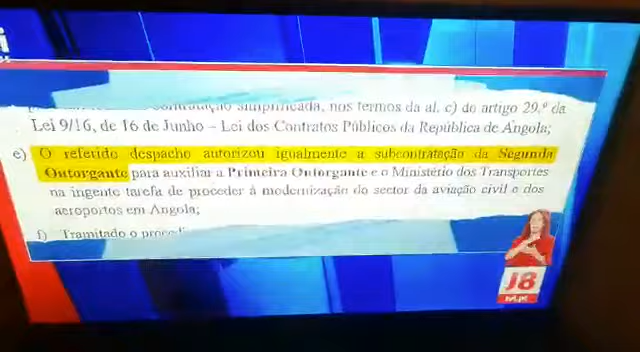 contratação simplificada, nos termos da al. c) do artigo 29.º da
Lei 9/16, de 16 de Junho – Lei dos Contratos Públicos da República de Angola;
e) O referido despacho autorizou igualmente a subcontratação da Segunda
Outorgante para auxiliar a Primeira Outorgante e o Ministério dos Transportes
na ingente tarefa de proceder à modernização do sector da aviação civil e dos
aeroportos em Angola;
f) Tramitado o
J8